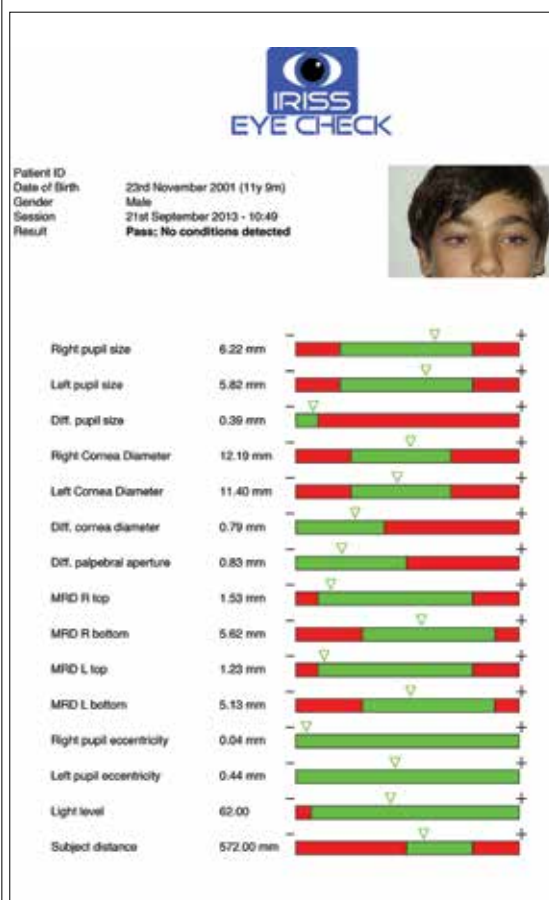 IRISS
EYE CHECK
Patient ID
Date of Birth 23rd November 2001 (11y 9m)
Gender Male
Session 21st September 2013 - 10:49
Result Pass: No conditions detected
- +
Right pupil size 6.22 mm
- +
Left pupil size 5.82 mm
- +
Diff. pupil size 0.39 mm
- +
Right Cornea Diameter 12.19 mm
- +
Left Cornea Diameter 11.40 mm
- +
Diff. cornea diameter 0.79 mm
- +
Diff. palpebral aperture 0.83 mm
- +
MRD R top 1.53 mm
- +
MRD R bottom 5.62 mm
- +
MRD L top 1.23 mm
- +
MRD L bottom 5.13 mm
- +
Right pupil eccentricity 0.04 mm
- +
Left pupil eccentricity 0.44 mm
- +
Light level 62.00
- +
Subject distance 572.00 mm